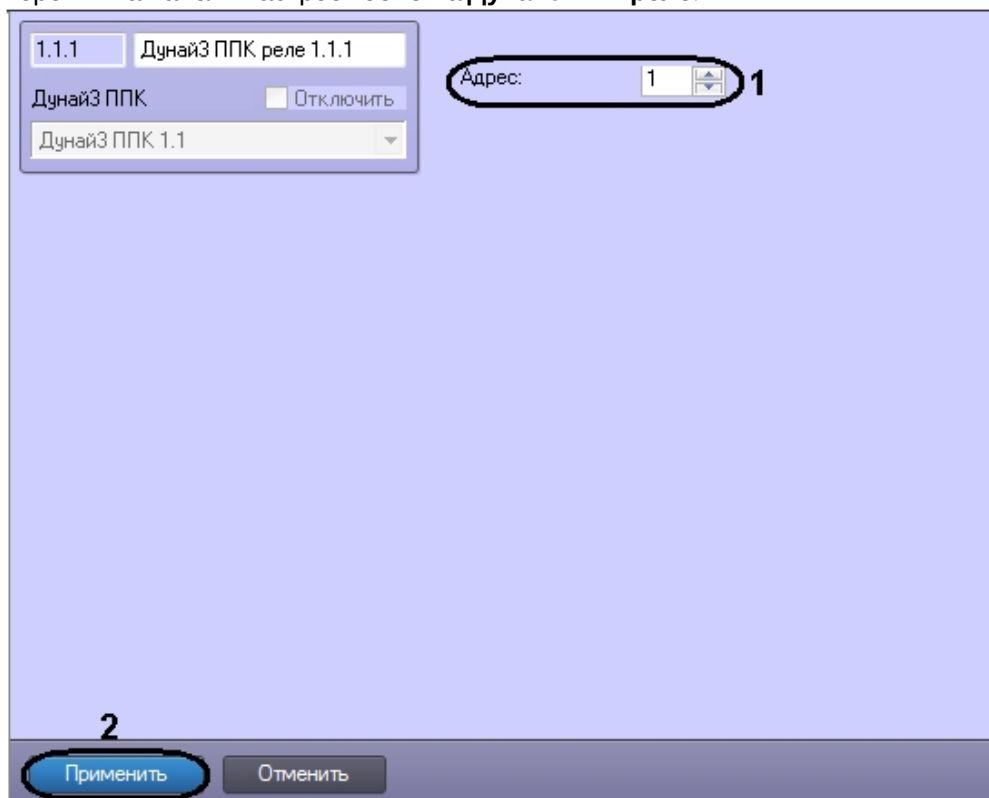 1.1.1 Дунай3 ППК реле 1.1.1
Адрес: 1 1
Дунай3 ППК Отключить
Дунай3 ППК 1.1
2
Применить Отменить